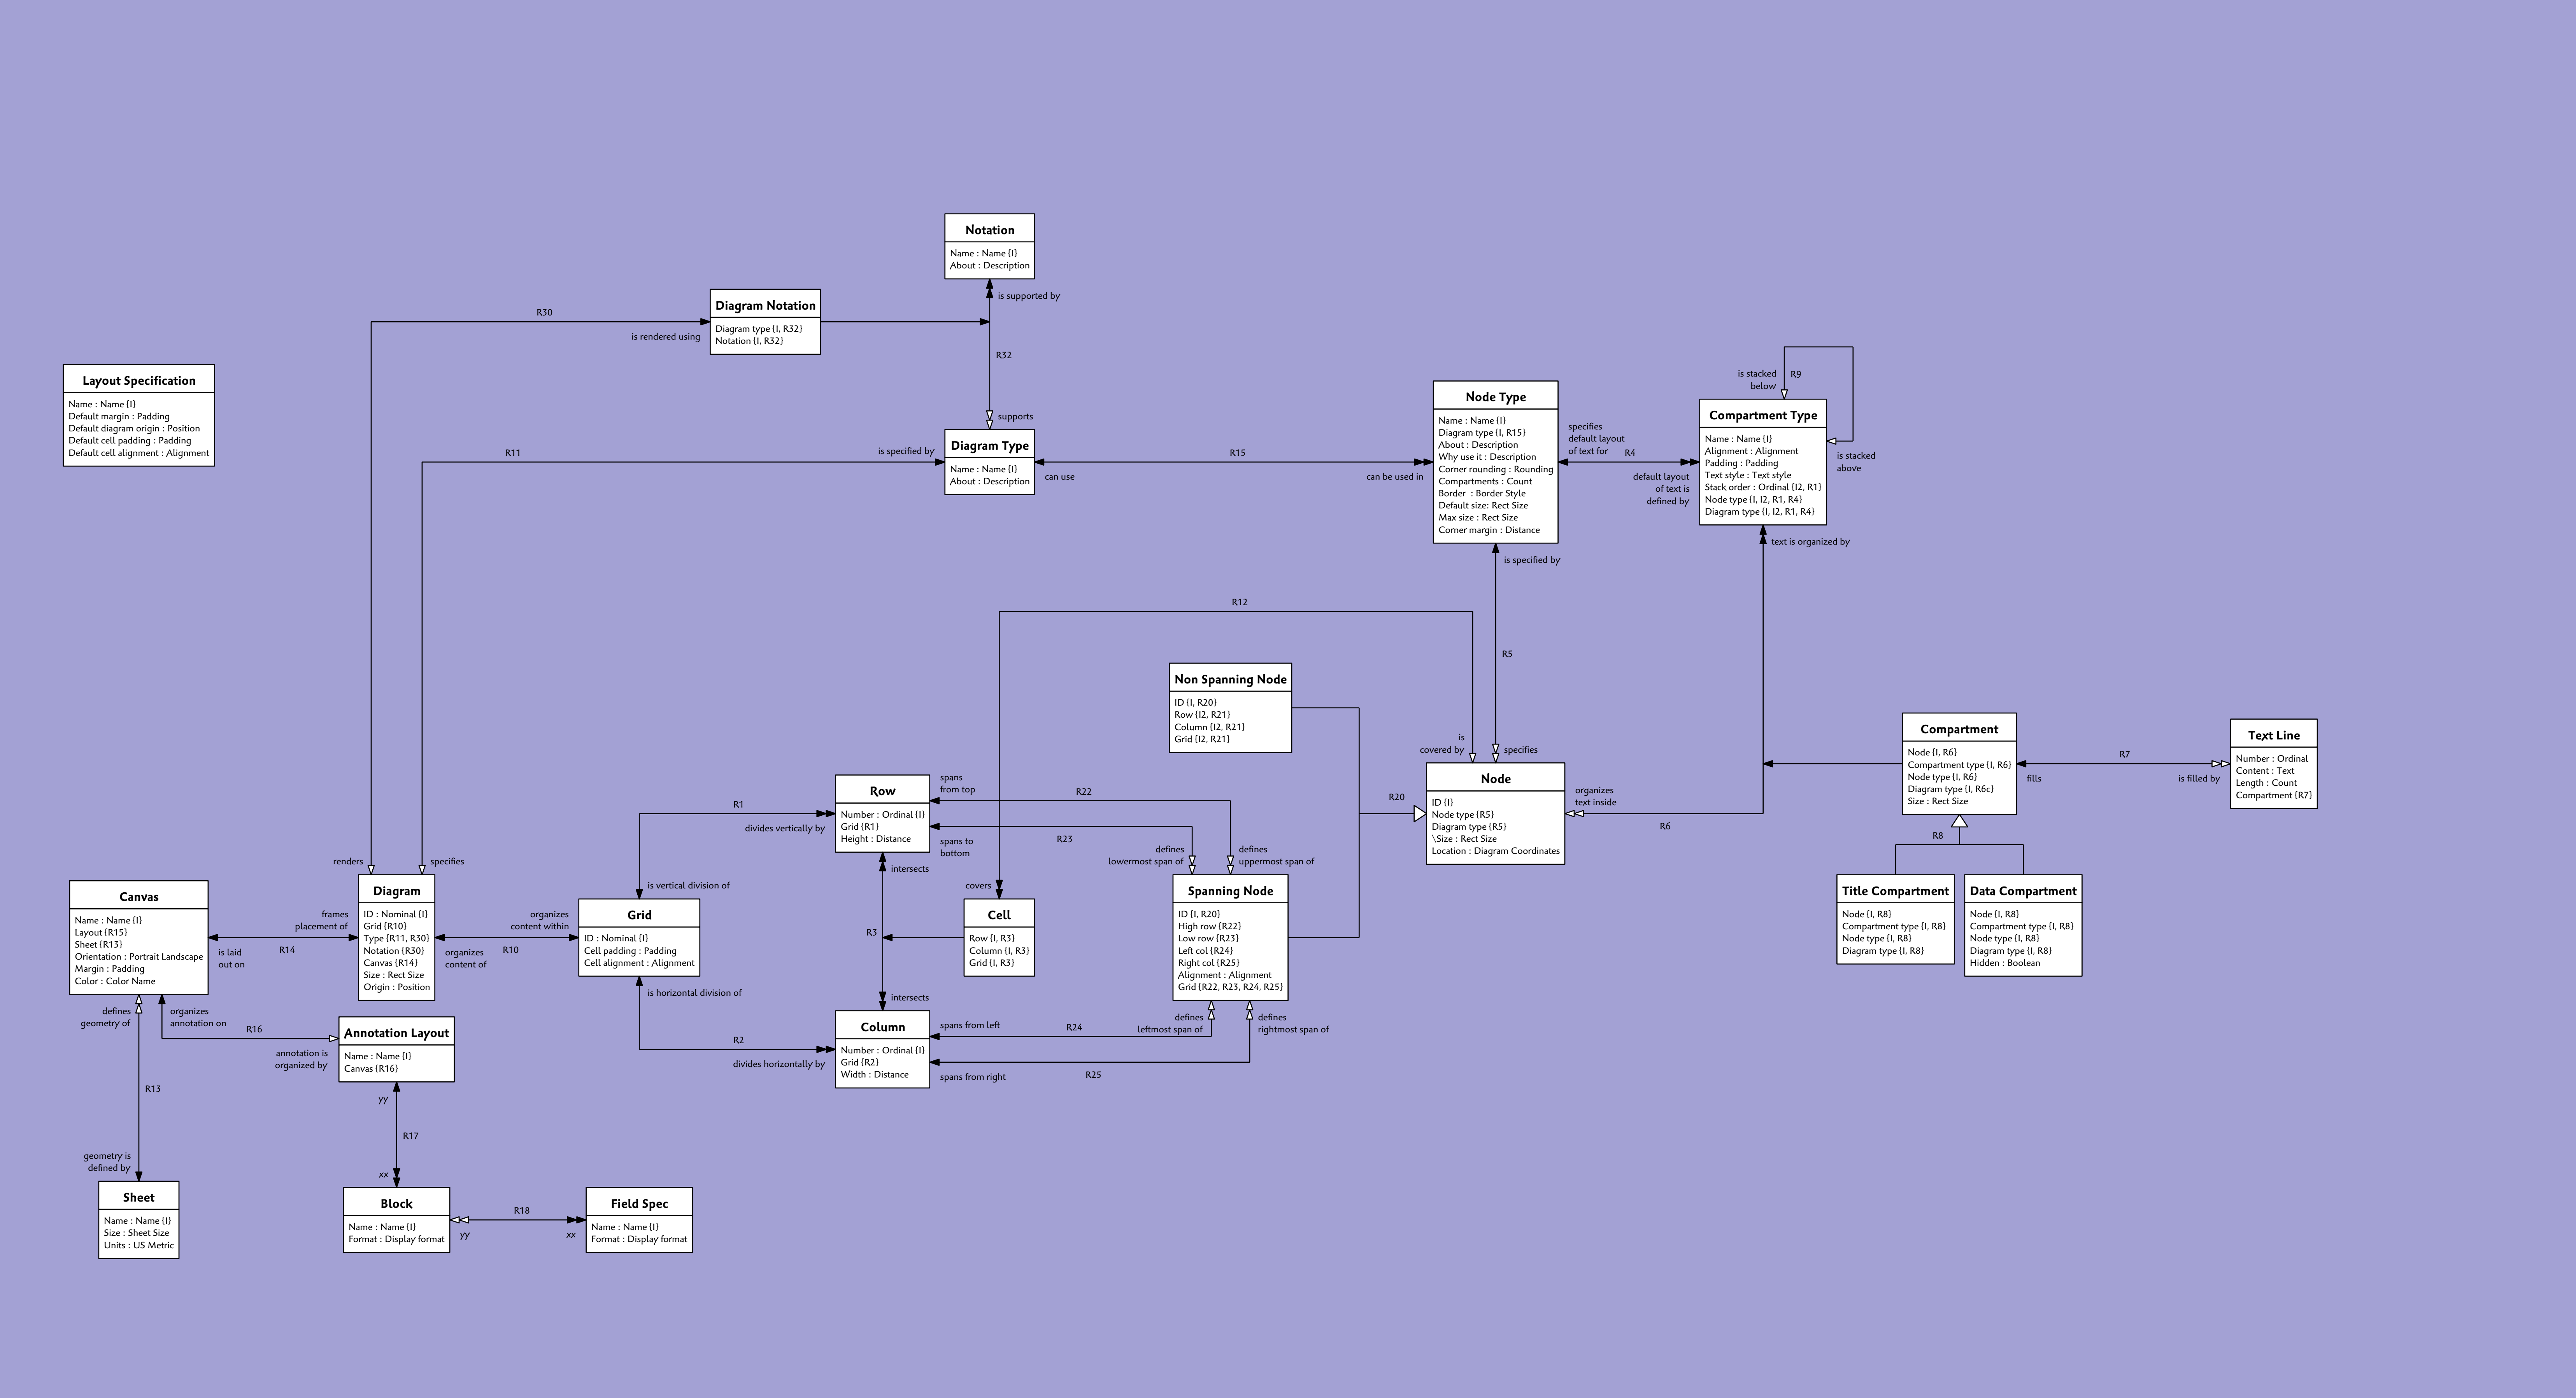 Notation
Name : Name {I}
About : Description
is supported by
Diagram Notation
Diagram type {I, R32}
Notation {I, R32}
R30
is rendered using
R32
supports
Layout Specification
Name : Name {I}
Default margin : Padding
Default diagram origin : Position
Default cell padding : Padding
Default cell alignment : Alignment
Diagram Type
Name : Name {I}
About : Description
R11
is specified by
R15
can use
can be used in
Node Type
Name : Name {I}
Diagram type {I, R15}
About : Description
Why use it : Description
Corner rounding : Rounding
Compartments : Count
Border  : Border Style
Default size: Rect Size
Max size : Rect Size
Corner margin : Distance
specifies
default layout
of text for
R4
default layout
of text is
defined by
is stacked
below
R9
Compartment Type
Name : Name {I}
Alignment : Alignment
Padding : Padding
Text style : Text style
Stack order : Ordinal {I2, R1}
Node type {I, I2, R1, R4}
Diagram type {I, I2, R1, R4}
is stacked
above
text is organized by
is specified by
R12
R5
is
covered by
specifies
Non Spanning Node
ID {I, R20}
Row {I2, R21}
Column {I2, R21}
Grid {I2, R21}
R20
Node
ID {I}
Node type {R5}
Diagram type {R5}
\Size : Rect Size
Location : Diagram Coordinates
organizes
text inside
R6
Compartment
Node {I, R6}
Compartment type {I, R6}
Node type {I, R6}
Diagram type {I, R6c}
Size : Rect Size
R7
fills
is filled by
Text Line
Number : Ordinal
Content : Text
Length : Count
Compartment {R7}
R8
Title Compartment
Node {I, R8}
Compartment type {I, R8}
Node type {I, R8}
Diagram type {I, R8}
Data Compartment
Node {I, R8}
Compartment type {I, R8}
Node type {I, R8}
Diagram type {I, R8}
Hidden : Boolean
Row
Number : Ordinal {I}
Grid {R1}
Height : Distance
R1
divides vertically by
is vertical division of
spans
from top
R22
spans to
bottom
R23
defines
lowermost span of
defines
uppermost span of
intersects
covers
R3
Cell
Row {I, R3}
Column {I, R3}
Grid {I, R3}
intersects
Spanning Node
ID {I, R20}
High row {R22}
Low row {R23}
Left col {R24}
Right col {R25}
Alignment : Alignment
Grid {R22, R23, R24, R25}
defines
leftmost span of
defines
rightmost span of
Column
Number : Ordinal {I}
Grid {R2}
Width : Distance
spans from left
R24
spans from right
R25
R2
divides horizontally by
is horizontal division of
Grid
ID : Nominal {I}
Cell padding : Padding
Cell alignment : Alignment
organizes
content within
R10
organizes
content of
renders
specifies
Diagram
ID : Nominal {I}
Grid {R10}
Type {R11, R30}
Notation {R30}
Canvas {R14}
Size : Rect Size
Origin : Position
frames
placement of
R14
is laid
out on
Canvas
Name : Name {I}
Layout {R15}
Sheet {R13}
Orientation : Portrait Landscape
Margin : Padding
Color : Color Name
defines
geometry of
organizes
annotation on
R16
annotation is
organized by
Annotation Layout
Name : Name {I}
Canvas {R16}
R13
geometry is
defined by
Sheet
Name : Name {I}
Size : Sheet Size
Units : US Metric
yy
R17
xx
Block
Name : Name {I}
Format : Display format
R18
yy
xx
Field Spec
Name : Name {I}
Format : Display format